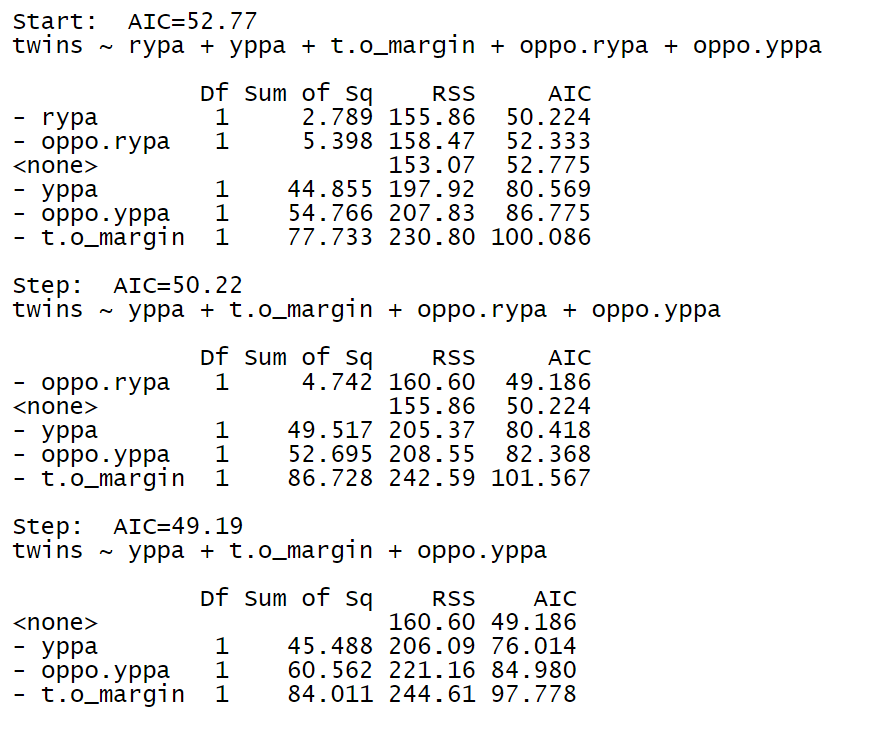 Start:  AIC=52.77
twins ~ rypa + yppa + t.o_margin + oppo.rypa + oppo.yppa

             Df Sum of Sq    RSS     AIC
- rypa        1     2.789 155.86  50.224
- oppo.rypa   1     5.398 158.47  52.333
<none>                    153.07  52.775
- yppa        1    44.855 197.92  80.569
- oppo.yppa   1    54.766 207.83  86.775
- t.o_margin  1    77.733 230.80 100.086

Step:  AIC=50.22
twins ~ yppa + t.o_margin + oppo.rypa + oppo.yppa

             Df Sum of Sq    RSS     AIC
- oppo.rypa   1     4.742 160.60  49.186
<none>                    155.86  50.224
- yppa        1    49.517 205.37  80.418
- oppo.yppa   1    52.695 208.55  82.368
- t.o_margin  1    86.728 242.59 101.567

Step:  AIC=49.19
twins ~ yppa + t.o_margin + oppo.yppa

             Df Sum of Sq    RSS    AIC
<none>                    160.60 49.186
- yppa        1    45.488 206.09 76.014
- oppo.yppa   1    60.562 221.16 84.980
- t.o_margin  1    84.011 244.61 97.778